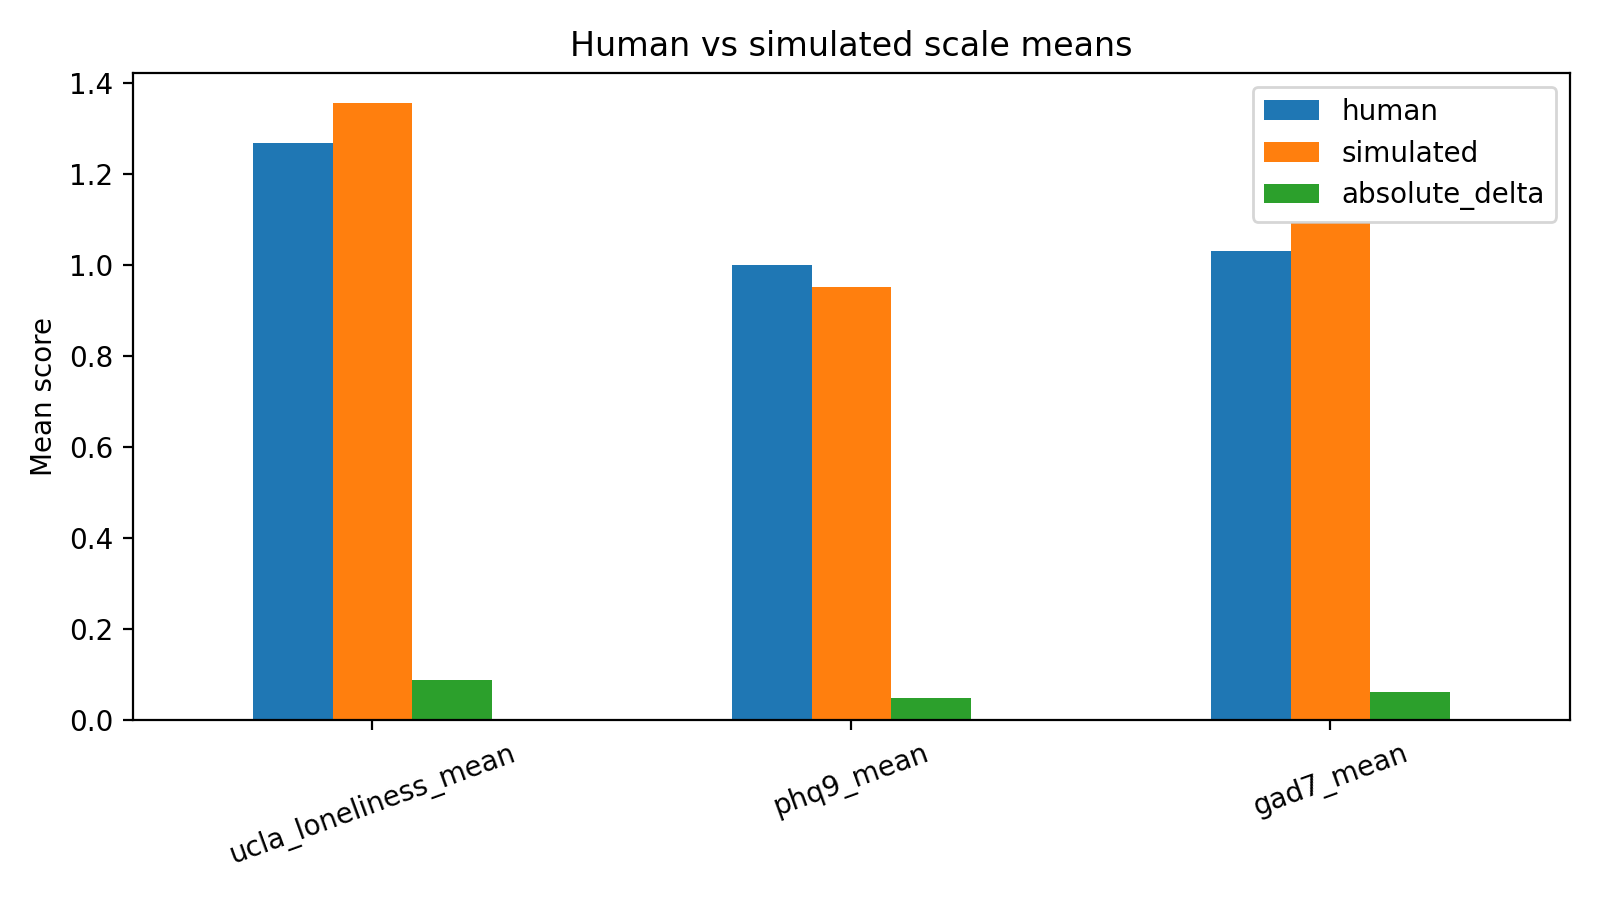 Human vs simulated scale means
1.4
1.2
1.0
0.8
0.6
0.4
0.2
0.0
Mean score
human
simulated
absolute_delta
ucla_loneliness_mean
phq9_mean
gad7_mean